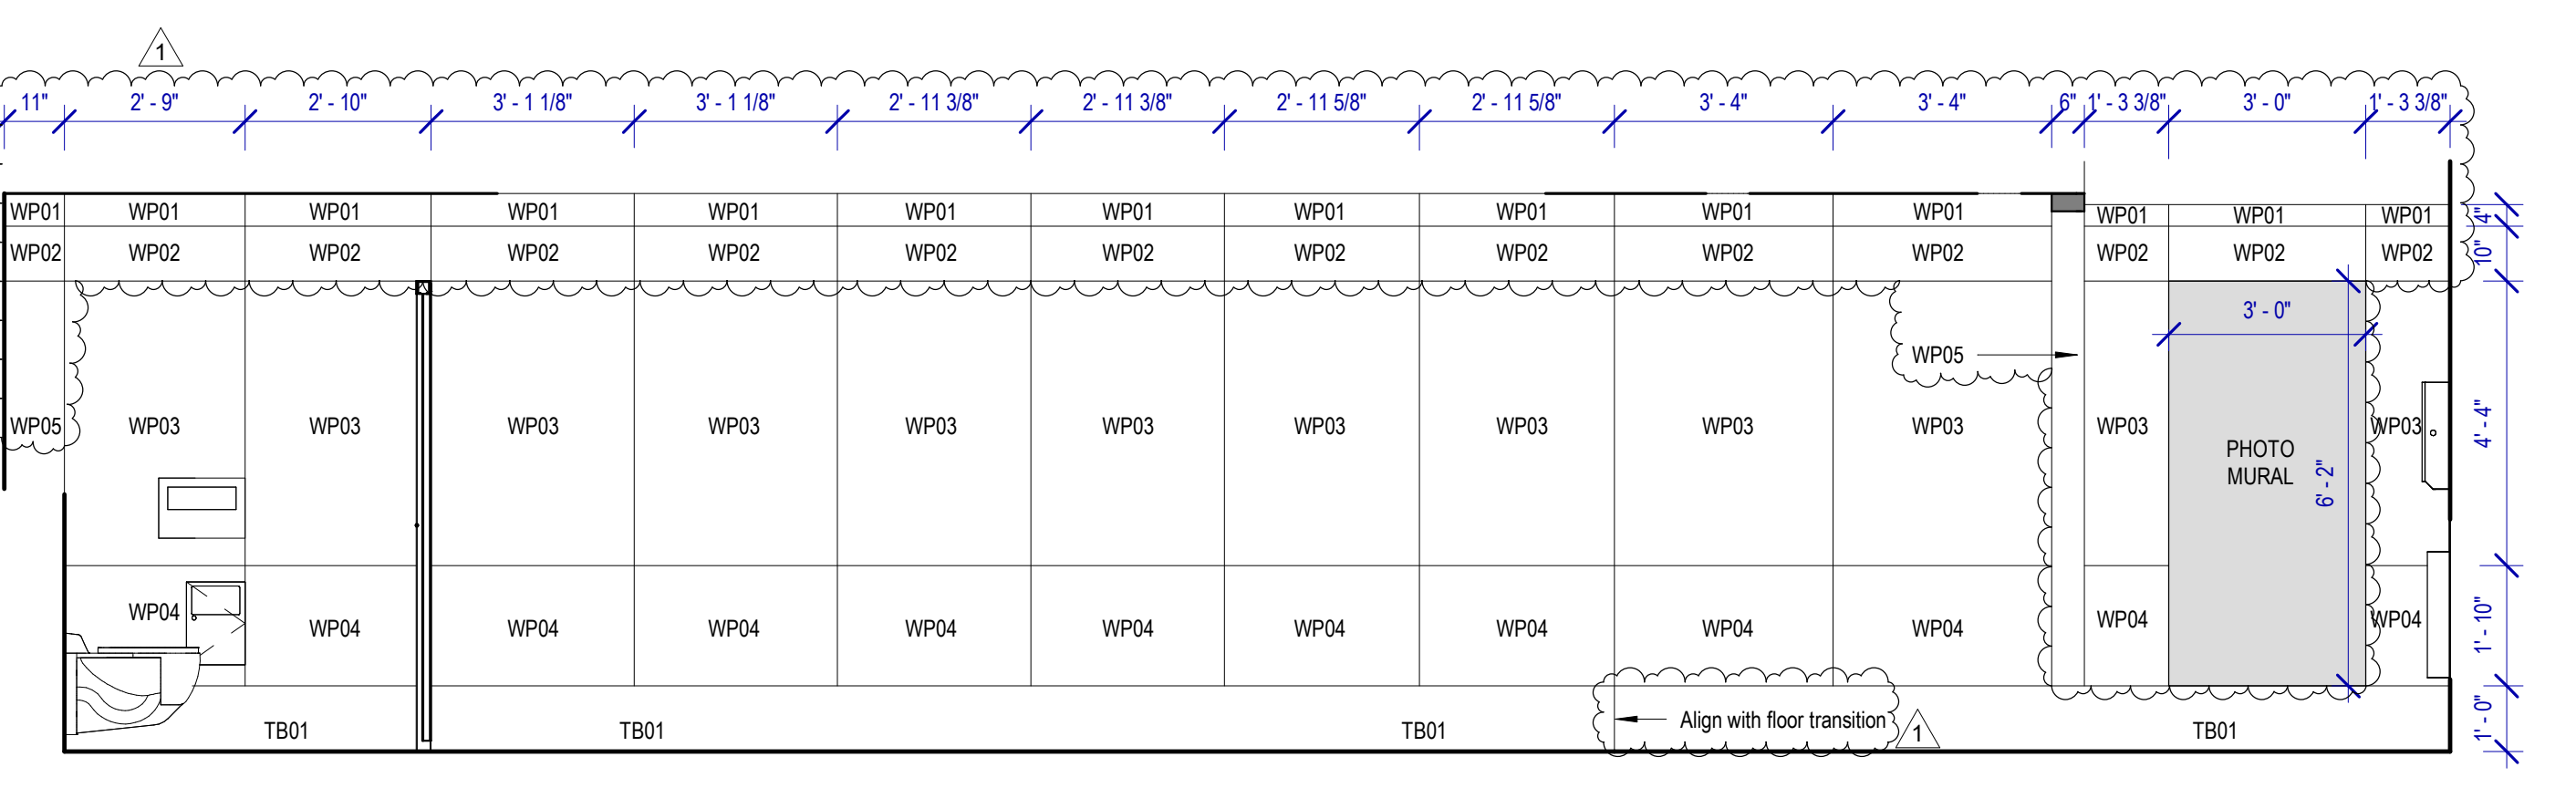 1
11" 2' - 9" 2' - 10" 3' - 1 1/8" 3' - 1 1/8" 2' - 11 3/8" 2' - 11 3/8" 2' - 11 5/8" 2' - 11 5/8" 3' - 4" 3' - 4" 6" 1' - 3 3/8" 3' - 0" 1' - 3 3/8"
WP01 WP01 WP01 WP01 WP01 WP01 WP01 WP01 WP01 WP01 WP01 WP01 WP01 WP01 4"
WP02 WP02 WP02 WP02 WP02 WP02 WP02 WP02 WP02 WP02 WP02 WP02 WP02 WP02 10"
3' - 0"
WP05
WP05 WP03 WP03 WP03 WP03 WP03 WP03 WP03 WP03 WP03 WP03 WP03 WP03 4' - 4"
PHOTO
MURAL
6' - 2"
WP04 WP04 WP04 WP04 WP04 WP04 WP04 WP04 WP04 WP04 WP04 WP04 1' - 10"
Align with floor transition 1
TB01 TB01 TB01 TB01 1' - 0"